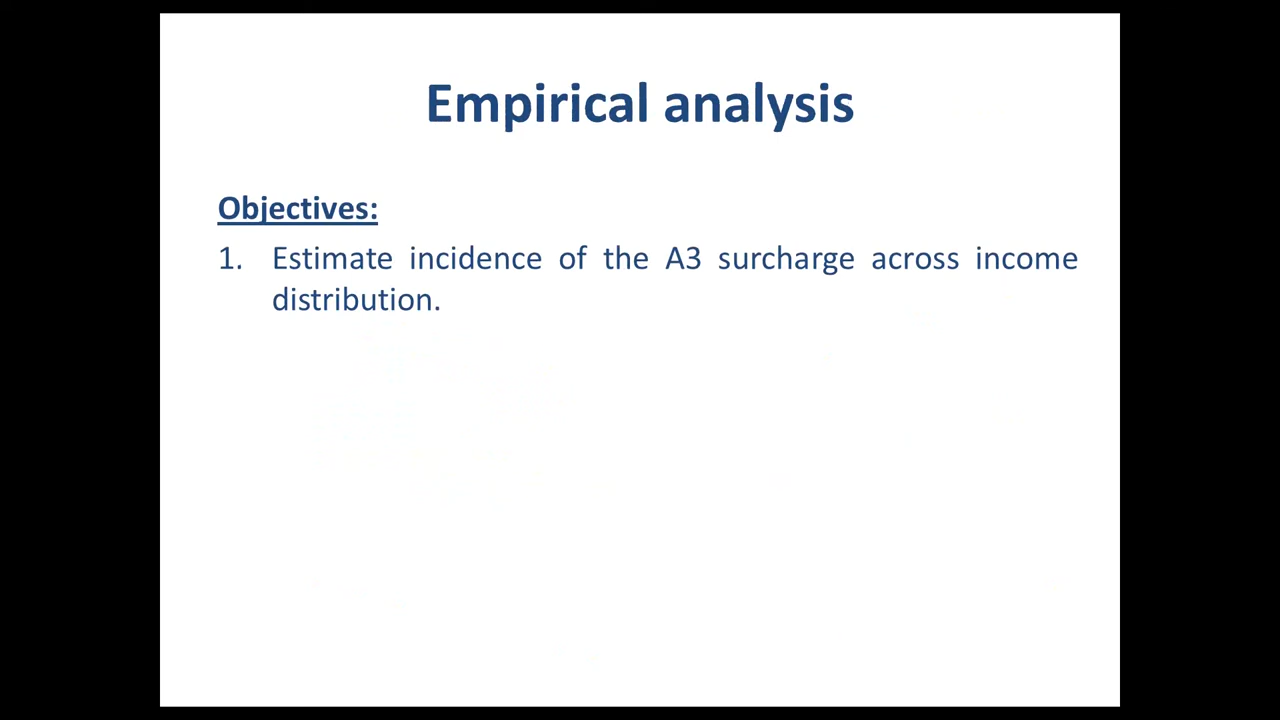 Empirical analysis
Objectives:
1. Estimate incidence of the A3 surcharge across income
distribution.